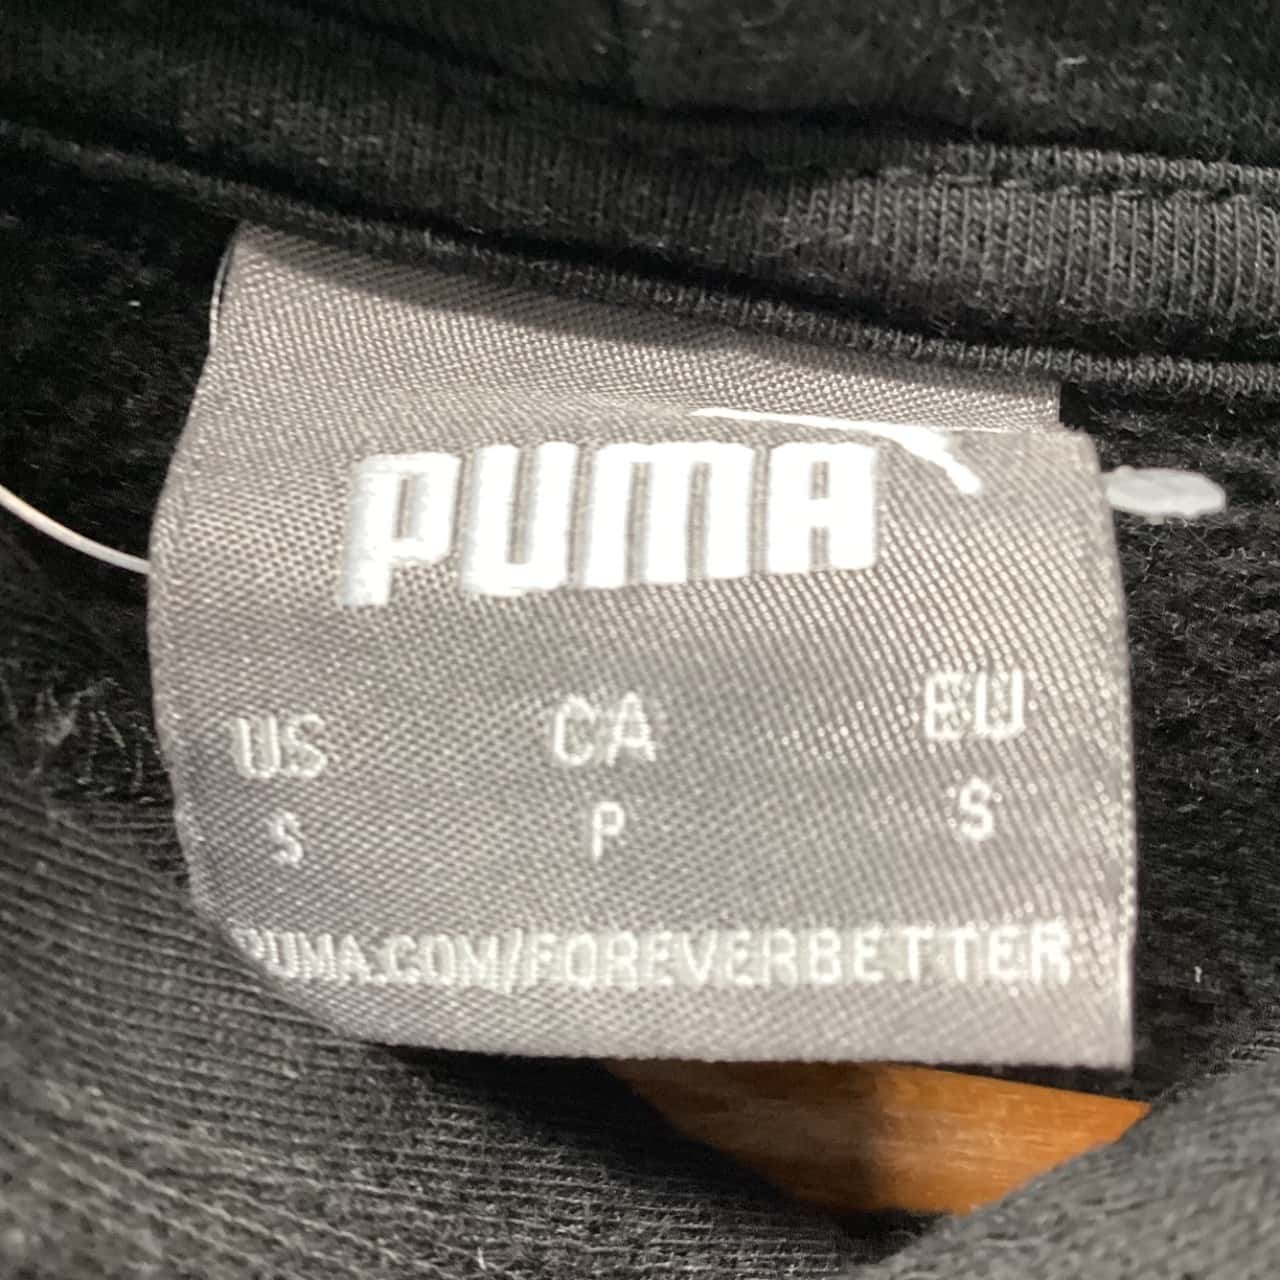 PUMA
US CA EU
S P S
PUMA.COM/FOREVERBETTER